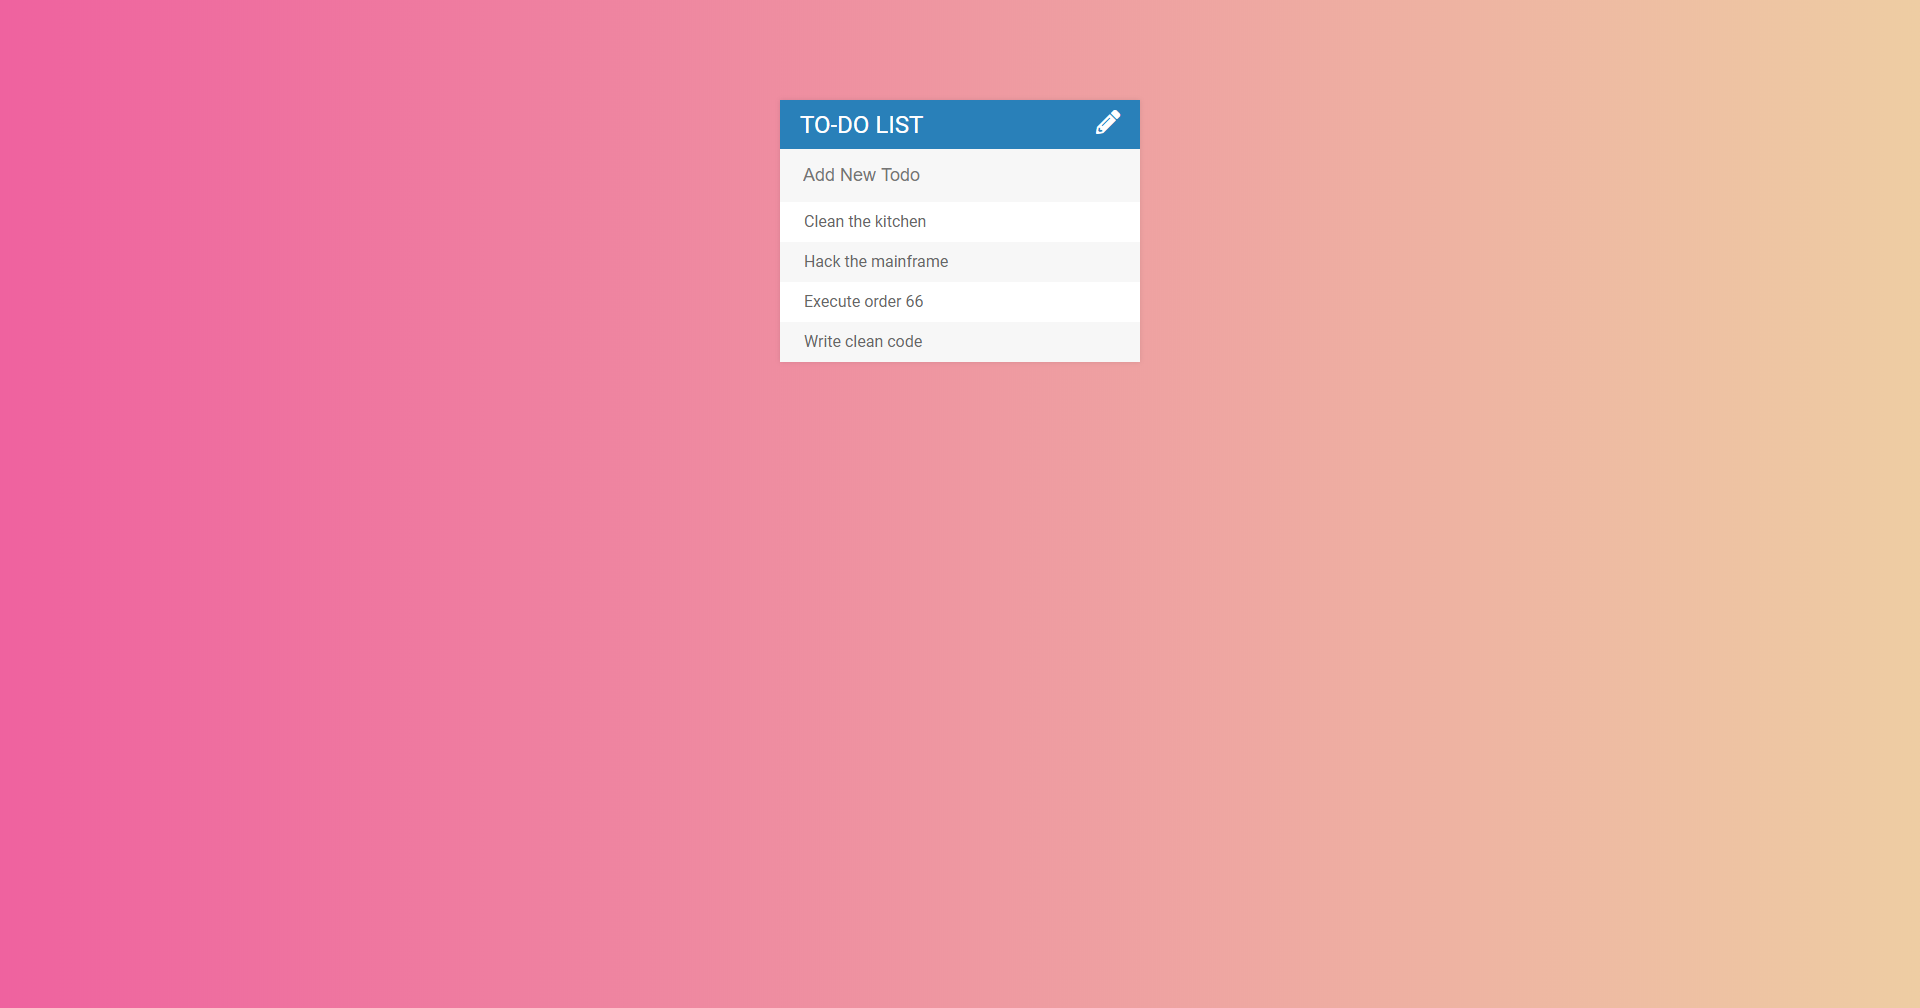 TO-DO LIST
Add New Todo
Clean the kitchen
Hack the mainframe
Execute order 66
Write clean code